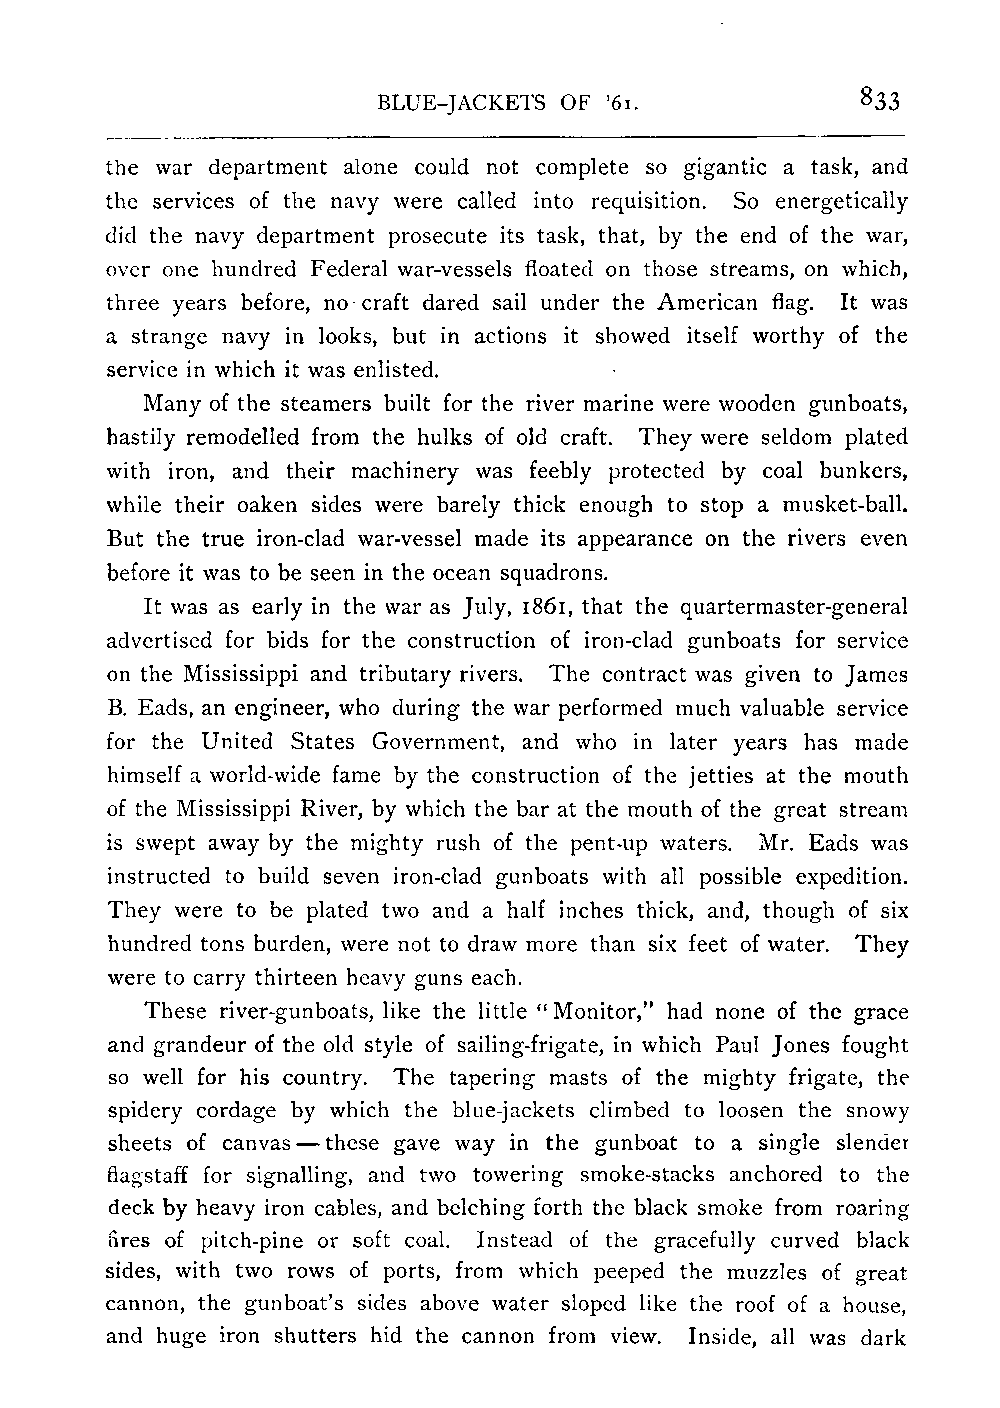 BLUE-JACKETS OF '61. 833
the war department alone could not complete so gigantic a task, and
the services of the navy were called into requisition. So energetically
did the navy department prosecute its task, that, by the end of the war,
over one hundred Federal war-vessels floated on those streams, on which,
three years before, no craft dared sail under the American flag. It was
a strange navy in looks, but in actions it showed itself worthy of the
service in which it was enlisted.
Many of the steamers built for the river marine were wooden gunboats,
hastily remodelled from the hulks of old craft. They were seldom plated
with iron, and their machinery was feebly protected by coal bunkers,
while their oaken sides were barely thick enough to stop a musket-ball.
But the true iron-clad war-vessel made its appearance on the rivers even
before it was to be seen in the ocean squadrons.
It was as early in the war as July, 1861, that the quartermaster-general
advertised for bids for the construction of iron-clad gunboats for service
on the Mississippi and tributary rivers. The contract was given to James
B. Eads, an engineer, who during the war performed much valuable service
for the United States Government, and who in later years has made
himself a world-wide fame by the construction of the jetties at the mouth
of the Mississippi River, by which the bar at the mouth of the great stream
is swept away by the mighty rush of the pent-up waters. Mr. Eads was
instructed to build seven iron-clad gunboats with all possible expedition.
They were to be plated two and a half inches thick, and, though of six
hundred tons burden, were not to draw more than six feet of water. They
were to carry thirteen heavy guns each.
These river-gunboats, like the little "Monitor," had none of the grace
and grandeur of the old style of sailing-frigate, in which Paul Jones fought
so well for his country. The tapering masts of the mighty frigate, the
spidery cordage by which the blue-jackets climbed to loosen the snowy
sheets of canvas — these gave way in the gunboat to a single slender
flagstaff for signalling, and two towering smoke-stacks anchored to the
deck by heavy iron cables, and belching forth the black smoke from roaring
fires of pitch-pine or soft coal. Instead of the gracefully curved black
sides, with two rows of ports, from which peeped the muzzles of great
cannon, the gunboat's sides above water sloped like the roof of a house,
and huge iron shutters hid the cannon from view. Inside, all was dark